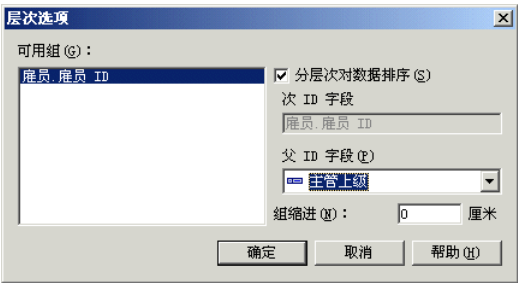 层次选项
可用组(G)：
雇员.雇员 ID
分层次对数据排序(S)
次 ID 字段
雇员.雇员 ID
父 ID 字段(P)
主管上级
组缩进(N)： 0 厘米
确定 取消 帮助(H)